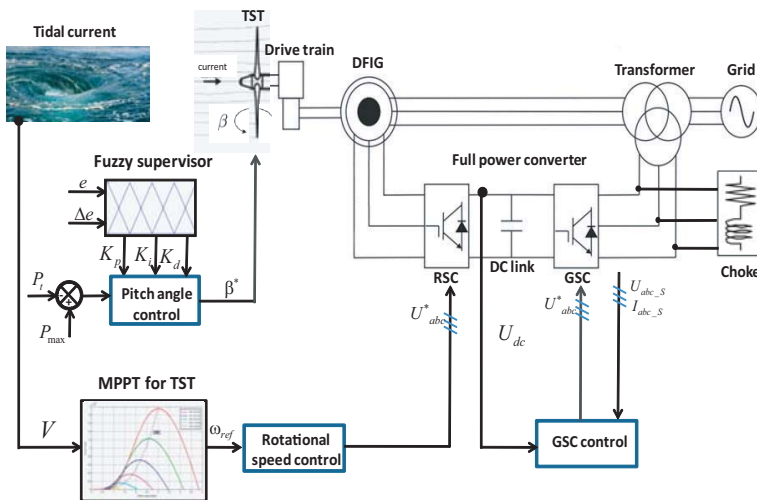 TST
Tidal current
Drive train
DFIG
Transformer
Grid
current
β
Fuzzy supervisor
Full power converter
e
Δe
K_p K_i K_d
DC link
RSC
GSC
Choke
P_t
Pitch angle
control
β*
P_max
U*_abc
U_dc
U*_abc
U_abc_S
I_abc_S
MPPT for TST
V
ω_ref
Rotational
speed control
GSC control